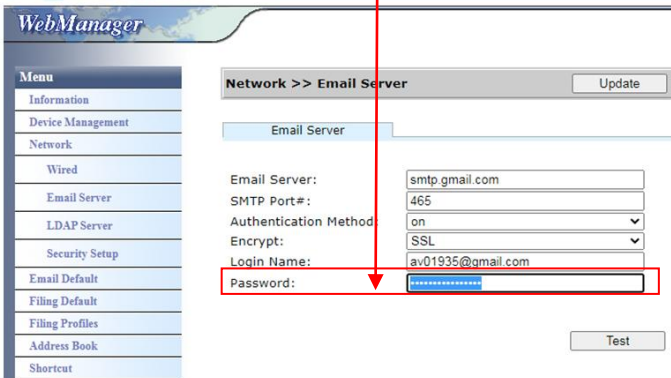 WebManager
Menu
Information
Device Management
Network
Wired
Email Server
LDAP Server
Security Setup
Email Default
Filing Default
Filing Profiles
Address Book
Shortcut
Network >> Email Server
Update
Email Server
Email Server: smtp.gmail.com
SMTP Port#: 465
Authentication Method: on
Encrypt: SSL
Login Name: av01935@gmail.com
Password: ••••••••••••••••
Test